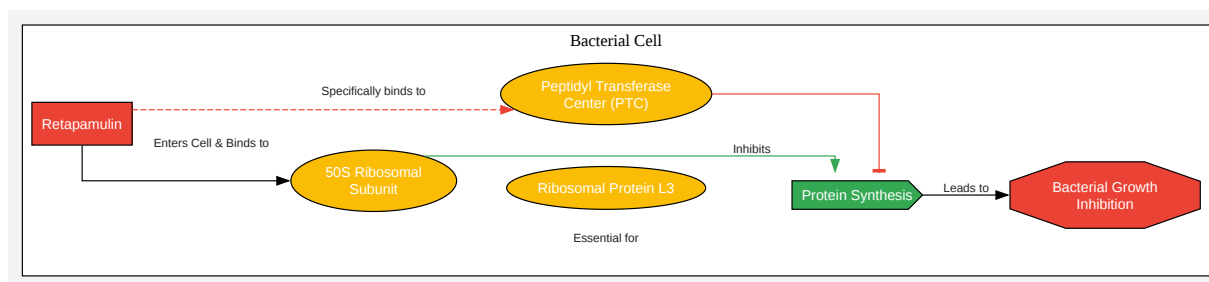 Bacterial Cell
Specifically binds to
Peptidyl Transferase
Center (PTC)
Retapamulin
Enters Cell & Binds to
50S Ribosomal
Subunit
Inhibits
Ribosomal Protein L3
Protein Synthesis
Leads to
Bacterial Growth
Inhibition
Essential for